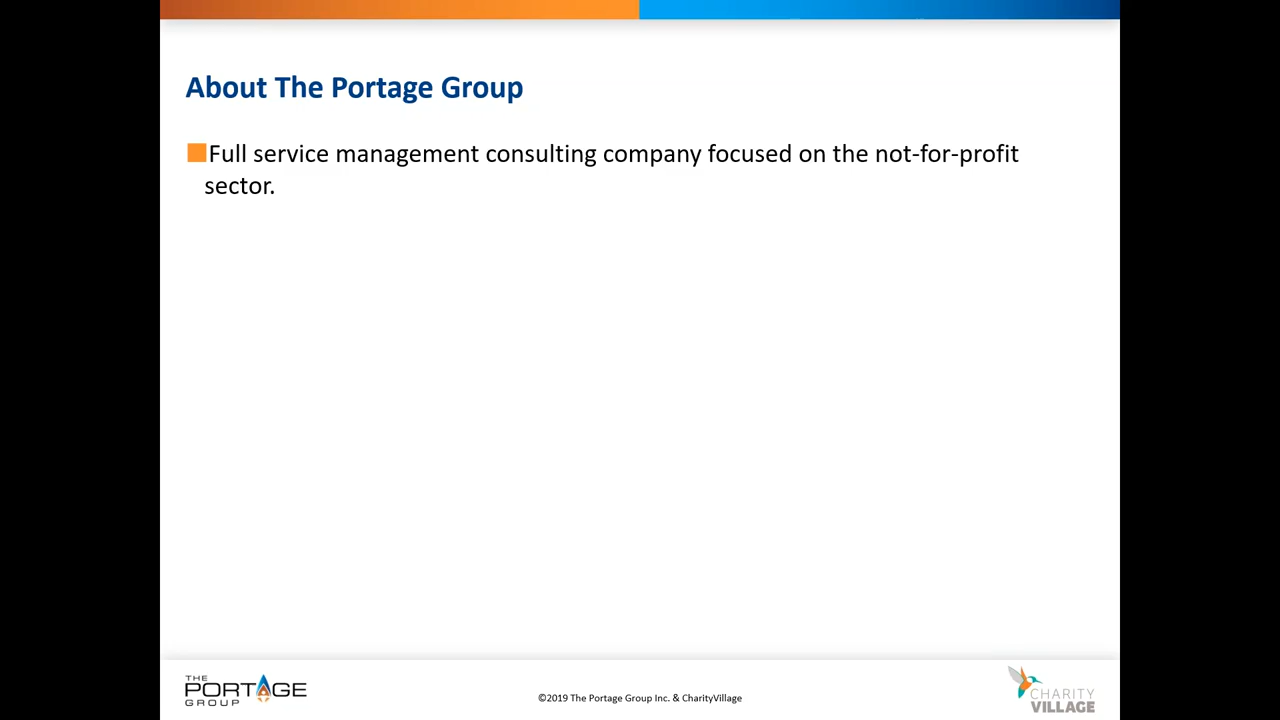 About The Portage Group
Full service management consulting company focused on the not-for-profit
sector.
THE
PORTAGE
GROUP
©2019 The Portage Group Inc. & CharityVillage
CHARITY
VILLAGE